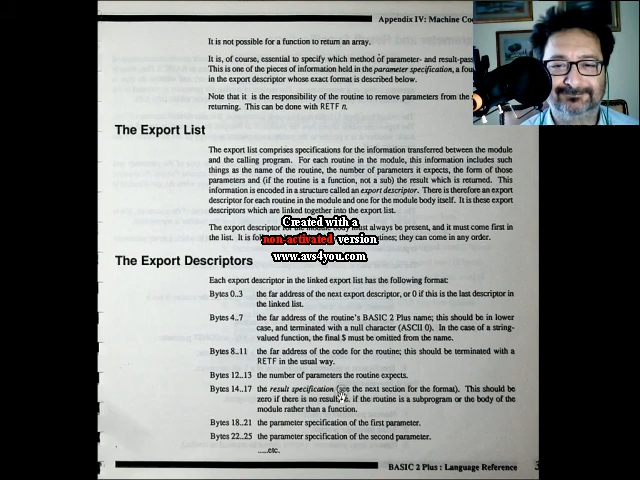 Appendix IV: Machine Co
It is not possible for a function to return an array.
It is, of course, essential to specify which method of parameter- and result-pass
This is one of the pieces of information held in the parameter specification, a fou
in the export descriptor whose exact format is described below.
Note that it is the responsibility of the routine to remove parameters from the s
returning. This can be done with RETF n.
The Export List
The export list comprises specifications for the information transferred between the module
and the calling program. For each routine in the module, this information includes such
things as the name of the routine, the number of parameters it expects, the form of those
parameters and (if the routine is a function, not a sub) the result which is returned. This
information is encoded in a structure called an export descriptor. There is therefore an export
descriptor for each routine in the module and one for the module body itself. It is these export
descriptors which are linked together into the export list.
The export descriptor for the module body must always be present, and it must come first in
the list. It is fol routines; they can come in any order.
Created with a
non-activated version
www.avs4you.com
The Export Descriptors
Each export descriptor in the linked export list has the following format:
Bytes 0..3 the far address of the next export descriptor, or 0 if this is the last descriptor in
the linked list.
Bytes 4..7 the far address of the routine's BASIC 2 Plus name; this should be in lower
case, and terminated with a null character (ASCII 0). In the case of a string-
valued function, the final $ must be omitted from the name.
Bytes 8..11 the far address of the code for the routine; this should be terminated with a
RETF in the usual way.
Bytes 12..13 the number of parameters the routine expects.
Bytes 14..17 the result specification (see the next section for the format). This should be
zero if there is no result i.e. if the routine is a subprogram or the body of the
module rather than a function.
Bytes 18..21 the parameter specification of the first parameter.
Bytes 22..25 the parameter specification of the second parameter.
......etc.
BASIC 2 Plus : Language Reference